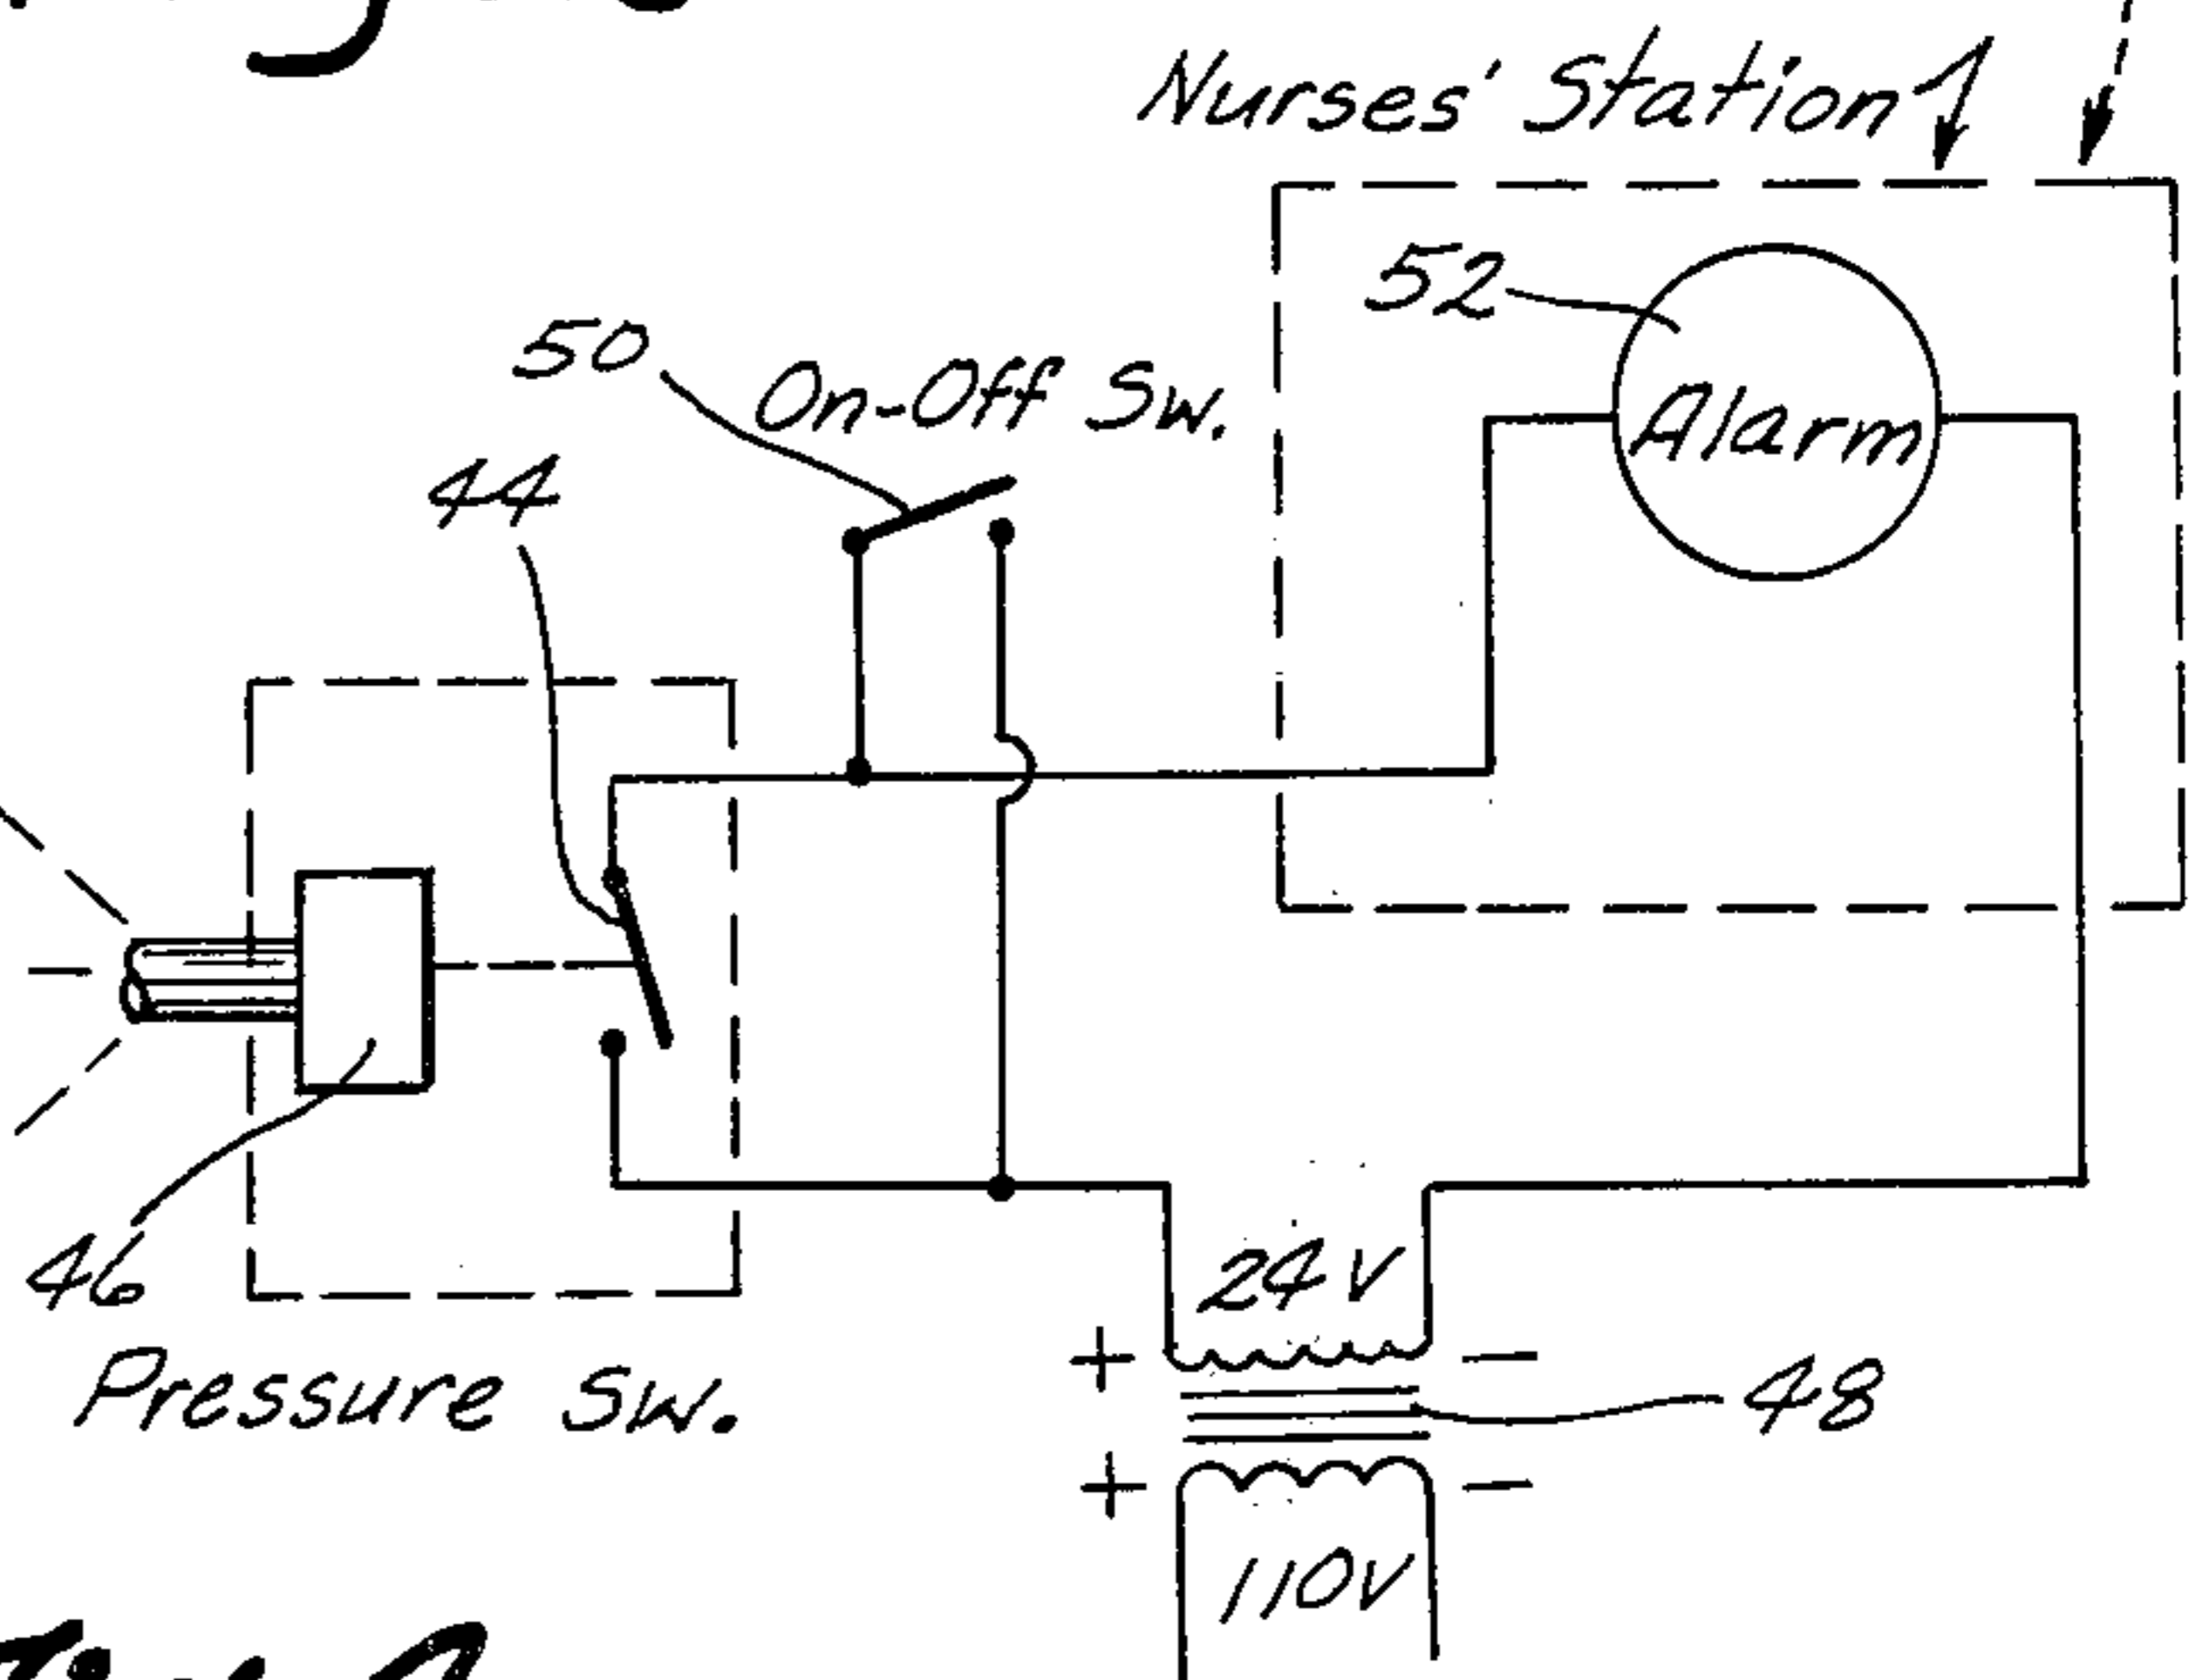 Nurses' Station
52
50
On-Off Sw.
Alarm
44
46
Pressure Sw.
24V
+ −
48
+ −
110V